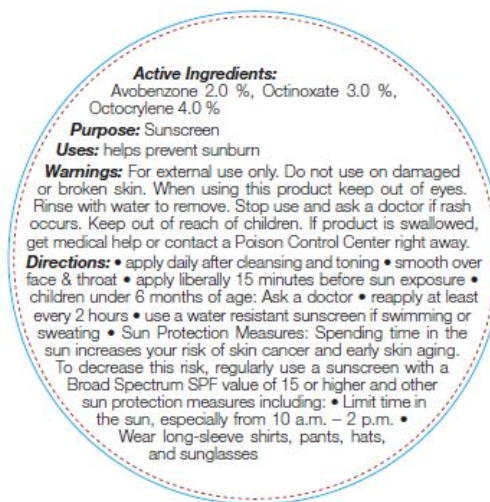 Active Ingredients:
Avobenzone 2.0 %, Octinoxate 3.0 %,
Octocrylene 4.0 %
Purpose: Sunscreen
Uses: helps prevent sunburn
Warnings: For external use only. Do not use on damaged
or broken skin. When using this product keep out of eyes.
Rinse with water to remove. Stop use and ask a doctor if rash
occurs. Keep out of reach of children. If product is swallowed,
get medical help or contact a Poison Control Center right away.
Directions: • apply daily after cleansing and toning • smooth over
face & throat • apply liberally 15 minutes before sun exposure •
children under 6 months of age: Ask a doctor • reapply at least
every 2 hours • use a water resistant sunscreen if swimming or
sweating • Sun Protection Measures: Spending time in the
sun increases your risk of skin cancer and early skin aging.
To decrease this risk, regularly use a sunscreen with a
Broad Spectrum SPF value of 15 or higher and other
sun protection measures including: • Limit time in
the sun, especially from 10 a.m. – 2 p.m. •
Wear long-sleeve shirts, pants, hats,
and sunglasses